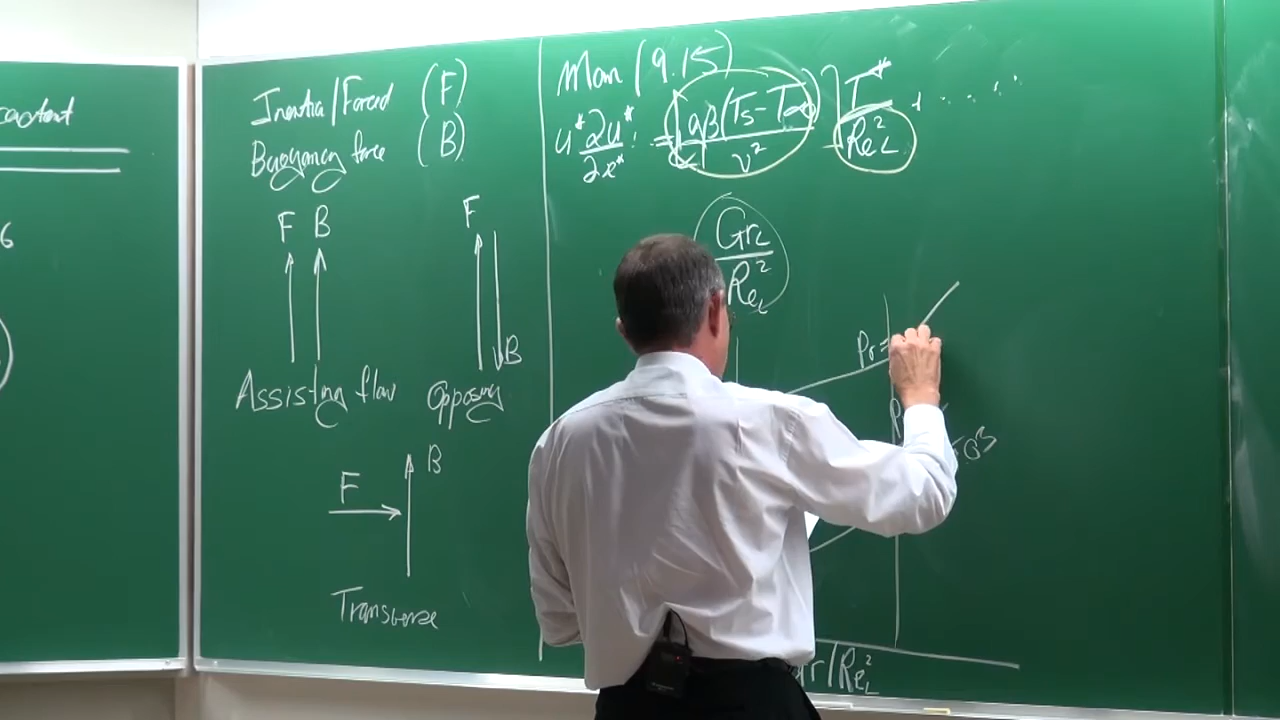 6
Inertia/Forced (F)
Buoyancy force (B)
F B
Assisting flow
F
B
Opposing
F
B
Transverse
Mom (9.15)
u* ∂u*/∂x* = [gβ(Ts-T∞)/ν²] T*/Re²L + .....
GrL/Re²L
Pr=
P
.03
Gr/Re²L